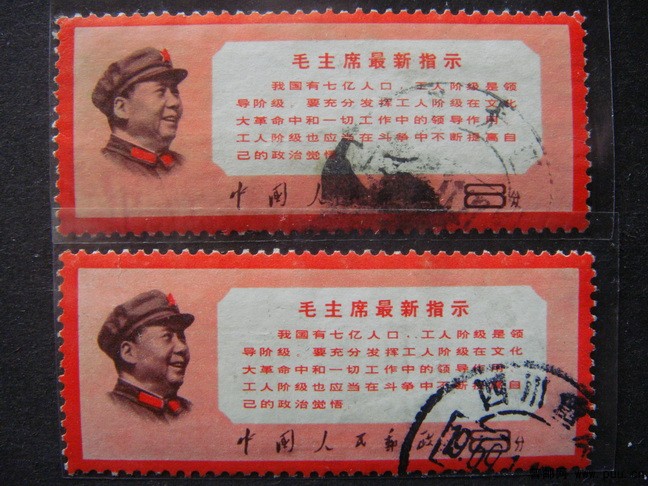 毛主席最新指示
我国有七亿人口，工人阶级是领
导阶级．要充分发挥工人阶级在文化
大革命中和一切工作中的领导作用
工人阶级也应当在斗争中不断提高自
己的政治觉悟
中国人 郵 8分
毛主席最新指示
我国有七亿人口，工人阶级是领
导阶级．要充分发挥工人阶级在文化
大革命中和一切工作中的领导作用
工人阶级也应当在斗争中不断提高自
己的政治觉悟
中国人民郵政 8分
四川